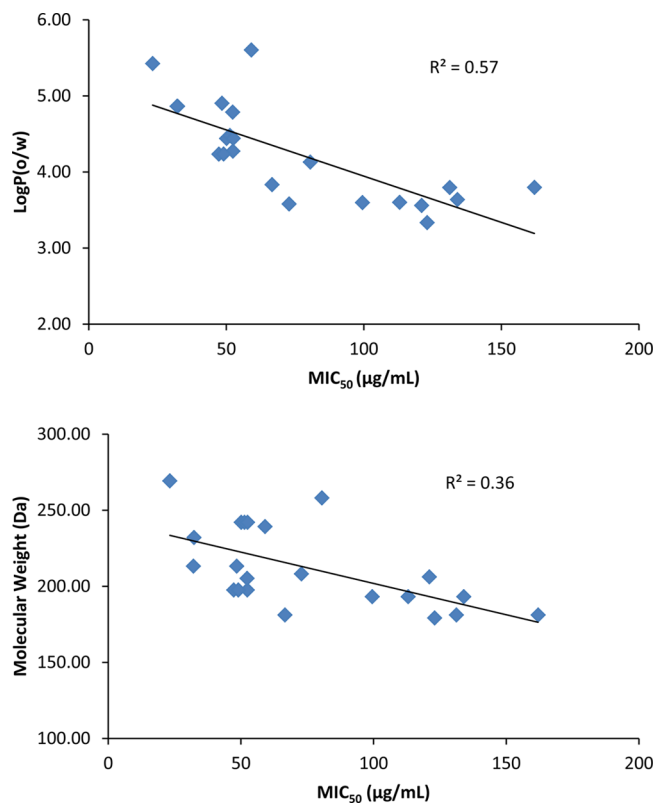 6.00
R² = 0.57
5.00
LogP(o/w)
4.00
3.00
2.00
0 50 100 150 200
MIC₅₀ (µg/mL)
300.00
R² = 0.36
250.00
Molecular Weight (Da)
200.00
150.00
100.00
0 50 100 150 200
MIC₅₀ (µg/mL)